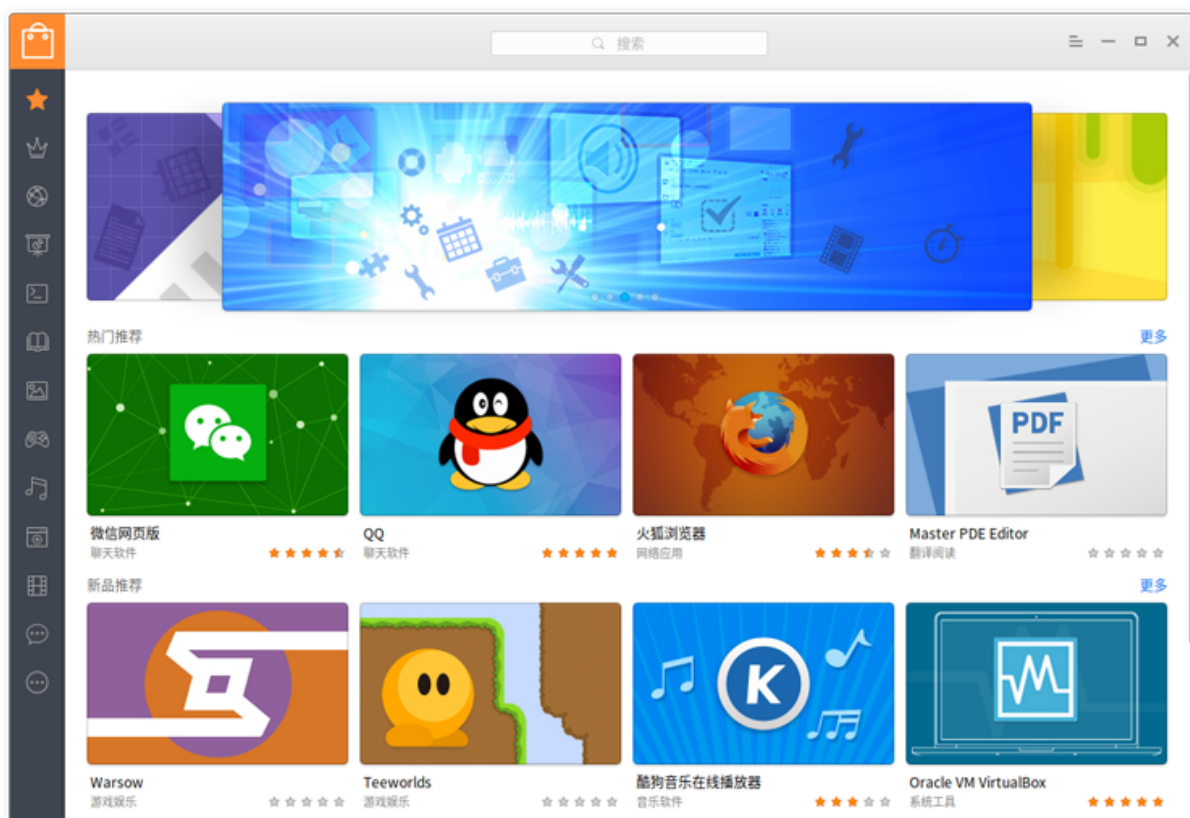 搜索
热门推荐
更多
PDF
微信网页版
聊天软件
QQ
聊天软件
火狐浏览器
网络应用
Master PDE Editor
翻译阅读
新品推荐
更多
K
Warsow
游戏娱乐
Teeworlds
游戏娱乐
酷狗音乐在线播放器
音乐软件
Oracle VM VirtualBox
系统工具